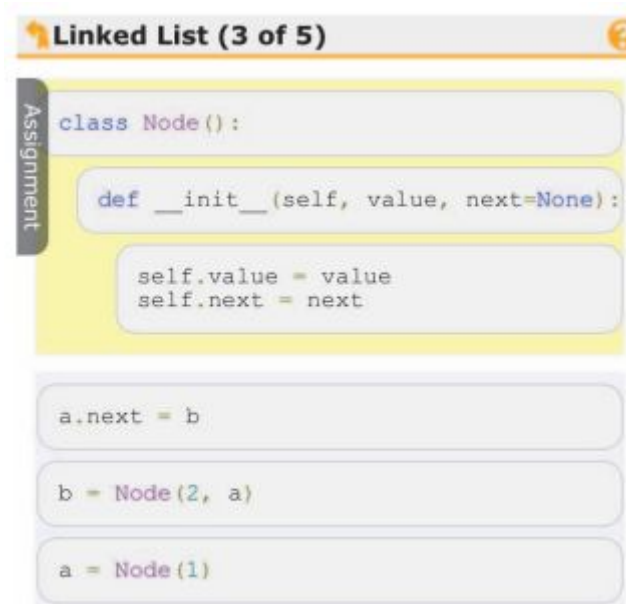 Linked List (3 of 5)
Assignment
class Node():
def __init__(self, value, next=None):
self.value = value
self.next = next
a.next = b
b = Node(2, a)
a = Node(1)